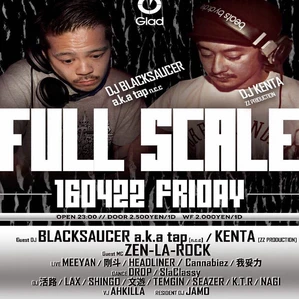 Glad
DJ BLACKSAUCER
a.k.a tap n.c.c
DJ KENTA
ZZ PRODUCTION
FULL SCALE
160422 FRIDAY
OPEN 23:00 // DOOR 2.500YEN/1D WF 2.000YEN/1D
Guest DJ BLACKSAUCER a.k.a tap [n.c.c] / KENTA [ZZ PRODUCTION]
Guest MC ZEN-LA-ROCK
LIVE MEEYAN / 剛斗 / HEADLINER / Cannabiez / 我妥力
DANCE DROP / SlaClassy
DJ 活鎔 / LAX / SHINGO / 文遊 / TEMGIN / SEAZER / K.T.R / NAGI
VJ AHKILLA RESIDENT DJ JAMO